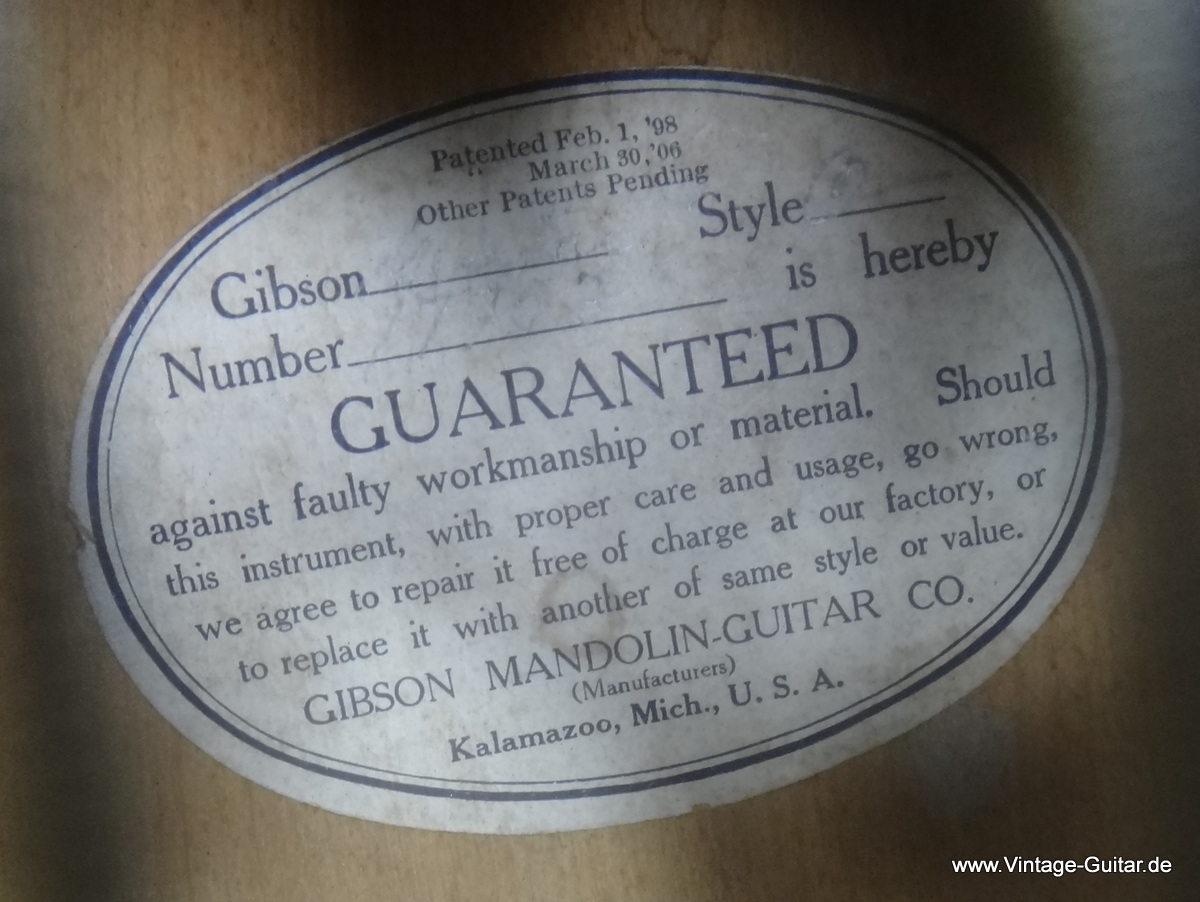 Patented Feb. 1, '98
March 30, '06
Other Patents Pending
Gibson Style
Number is hereby
GUARANTEED
against faulty workmanship or material. Should
this instrument, with proper care and usage, go wrong,
we agree to repair it free of charge at our factory, or
to replace it with another of same style or value.
GIBSON MANDOLIN-GUITAR CO.
(Manufacturers)
Kalamazoo, Mich., U. S. A.
www.Vintage-Guitar.de